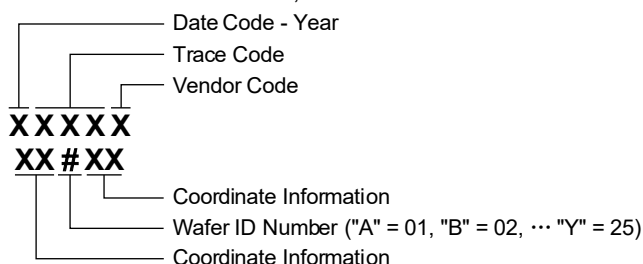 Date Code - Year
Trace Code
Vendor Code
XXXXX
XX # XX
Coordinate Information
Wafer ID Number ("A" = 01, "B" = 02, ··· "Y" = 25)
Coordinate Information